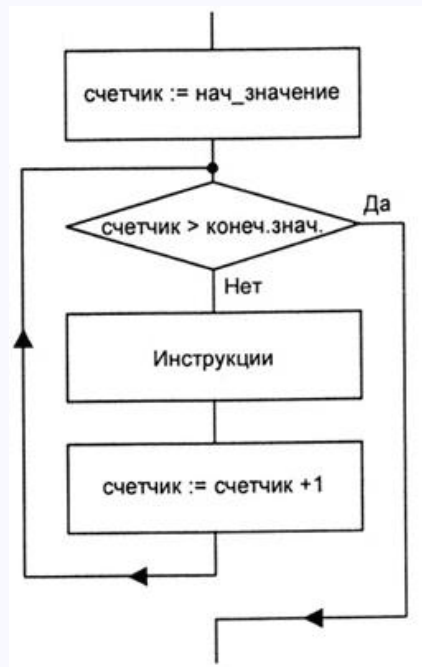 счетчик := нач_значение
счетчик > конеч.знач.
Да
Нет
Инструкции
счетчик := счетчик +1